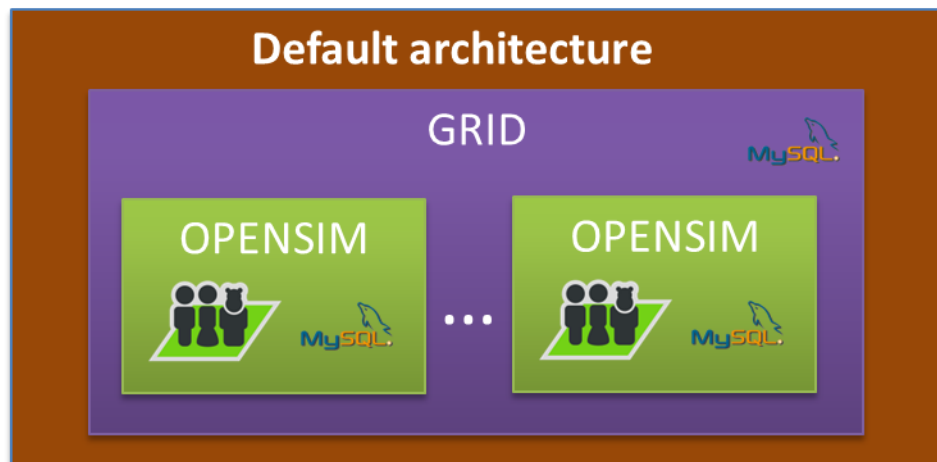 Default architecture
GRID
MySQL.
OPENSIM
MySQL.
...
OPENSIM
MySQL.